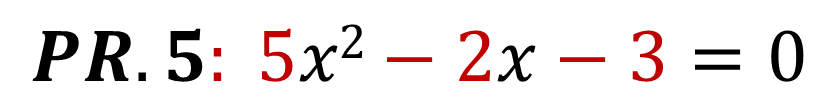 PR. 5: 5x² − 2x − 3 = 0